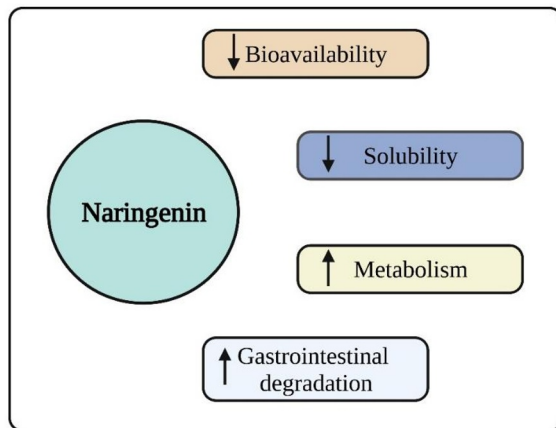 ↓ Bioavailability
↓ Solubility
Naringenin
↑ Metabolism
↑ Gastrointestinal
degradation